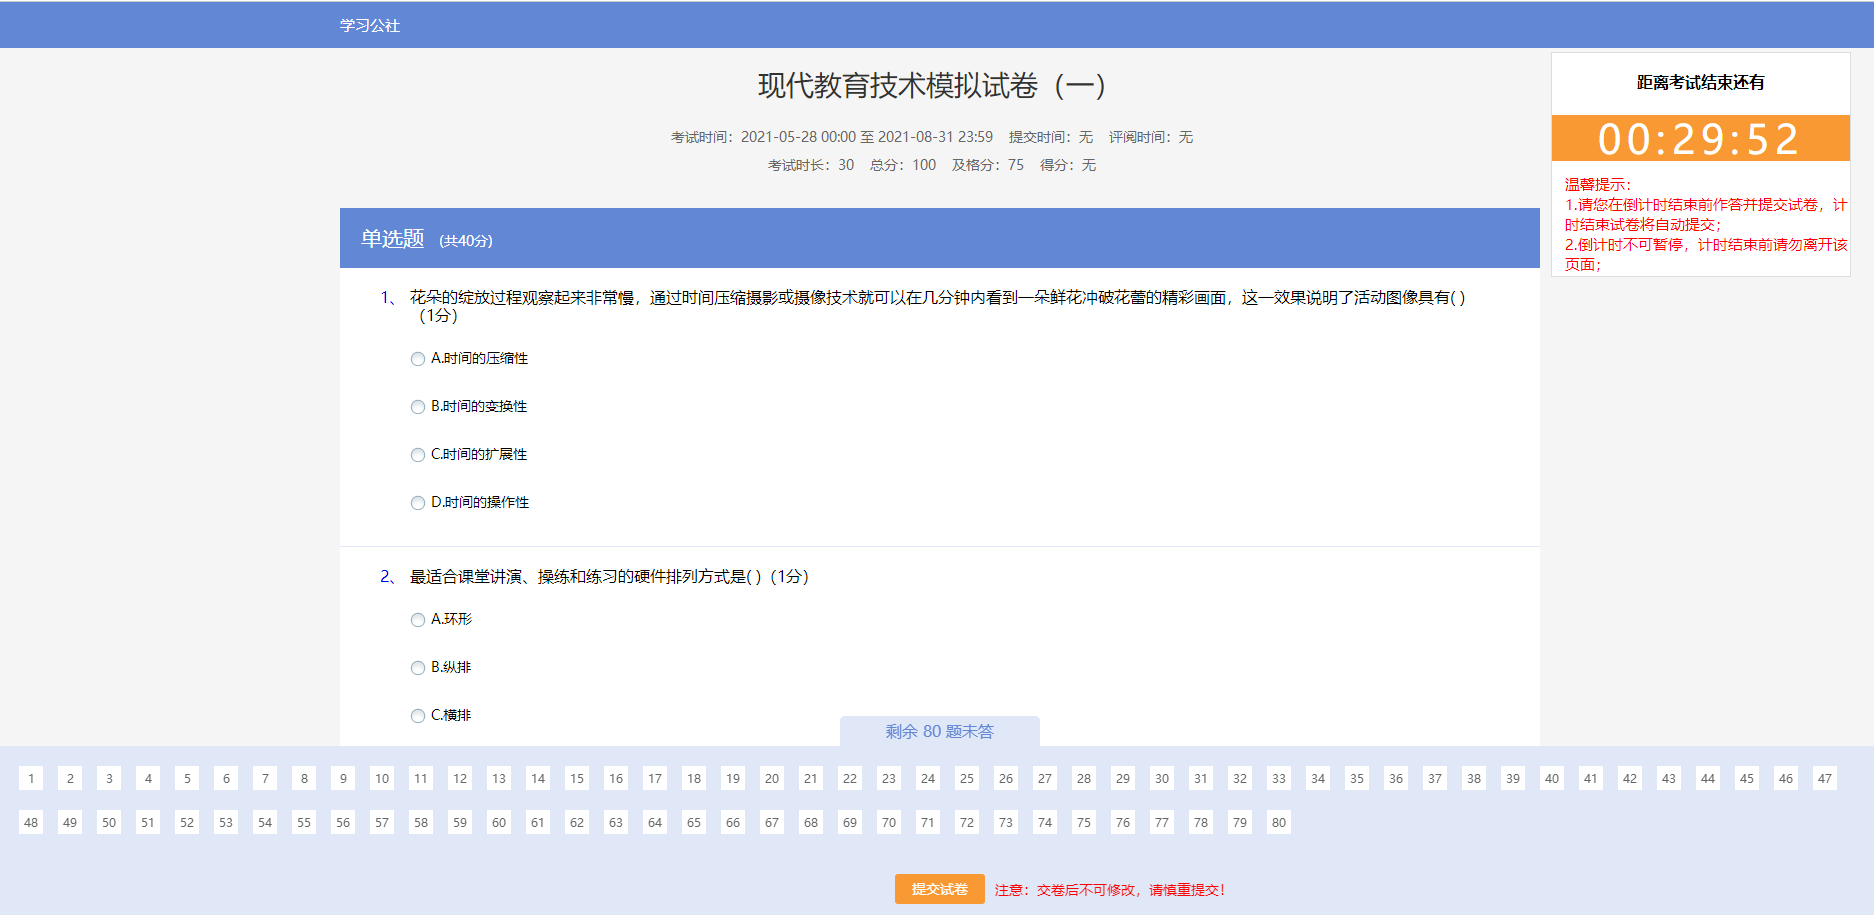 学习公社
现代教育技术模拟试卷（一）
考试时间：2021-05-28 00:00 至 2021-08-31 23:59 提交时间：无 评阅时间：无
考试时长：30 总分：100 及格分：75 得分：无
距离考试结束还有
00:29:52
温馨提示：
1.请您在倒计时结束前作答并提交试卷，计
时结束试卷将自动提交；
2.倒计时不可暂停，计时结束前请勿离开该
页面；
单选题 (共40分)
1、 花朵的绽放过程观察起来非常慢，通过时间压缩摄影或摄像技术就可以在几分钟内看到一朵鲜花冲破花蕾的精彩画面，这一效果说明了活动图像具有( )
（1分）
A.时间的压缩性
B.时间的变换性
C.时间的扩展性
D.时间的操作性
2、 最适合课堂讲演、操练和练习的硬件排列方式是( )（1分）
A.环形
B.纵排
C.横排
剩余 80 题未答
1 2 3 4 5 6 7 8 9 10 11 12 13 14 15 16 17 18 19 20 21 22 23 24 25 26 27 28 29 30 31 32 33 34 35 36 37 38 39 40 41 42 43 44 45 46 47
48 49 50 51 52 53 54 55 56 57 58 59 60 61 62 63 64 65 66 67 68 69 70 71 72 73 74 75 76 77 78 79 80
提交试卷 注意：交卷后不可修改，请慎重提交！